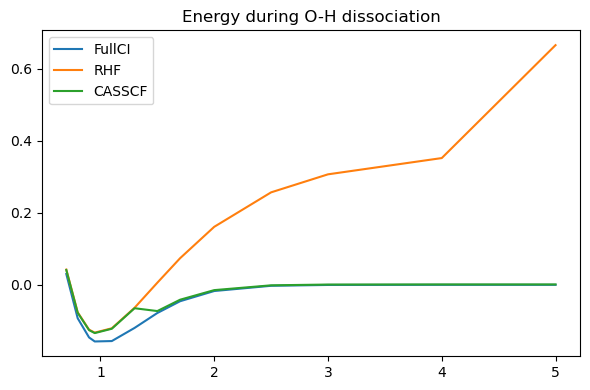 Energy during O-H dissociation
FullCI
RHF
CASSCF
0.6
0.4
0.2
0.0
1
2
3
4
5